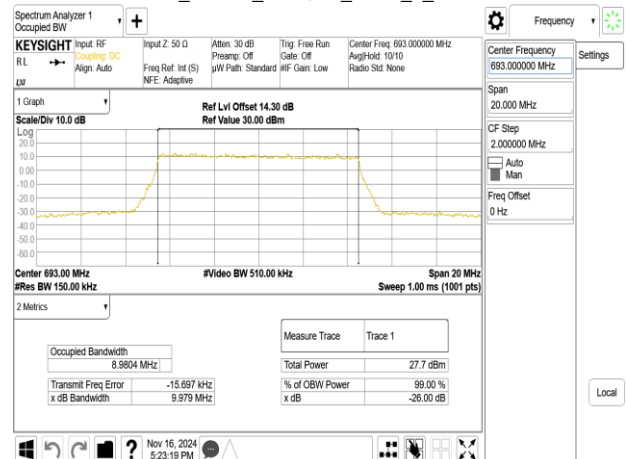 Spectrum Analyzer 1
Occupied BW
Frequency
KEYSIGHT
RL
LXI
Input: RF
Coupling: DC
Align: Auto
Input Z: 50 Ω
Freq Ref: Int (S)
NFE: Adaptive
Atten: 30 dB
Preamp: Off
µW Path: Standard
Trig: Free Run
Gate: Off
#IF Gain: Low
Center Freq: 693.000000 MHz
Avg|Hold: 10/10
Radio Std: None
Center Frequency
693.000000 MHz
Settings
Span
20.000 MHz
CF Step
2.000000 MHz
Auto
Man
Freq Offset
0 Hz
1 Graph
Scale/Div 10.0 dB
Ref Lvl Offset 14.30 dB
Ref Value 30.00 dBm
Log
20.0
10.0
0.00
-10.0
-20.0
-30.0
-40.0
-50.0
-60.0
Center 693.00 MHz
#Video BW 510.00 kHz
Span 20 MHz
#Res BW 150.00 kHz
Sweep 1.00 ms (1001 pts)
2 Metrics
Measure Trace Trace 1
Occupied Bandwidth
8.9804 MHz
Total Power 27.7 dBm
Transmit Freq Error -15.697 kHz
% of OBW Power 99.00 %
x dB Bandwidth 9.979 MHz
x dB -26.00 dB
Local
?
Nov 16, 2024
5:23:19 PM